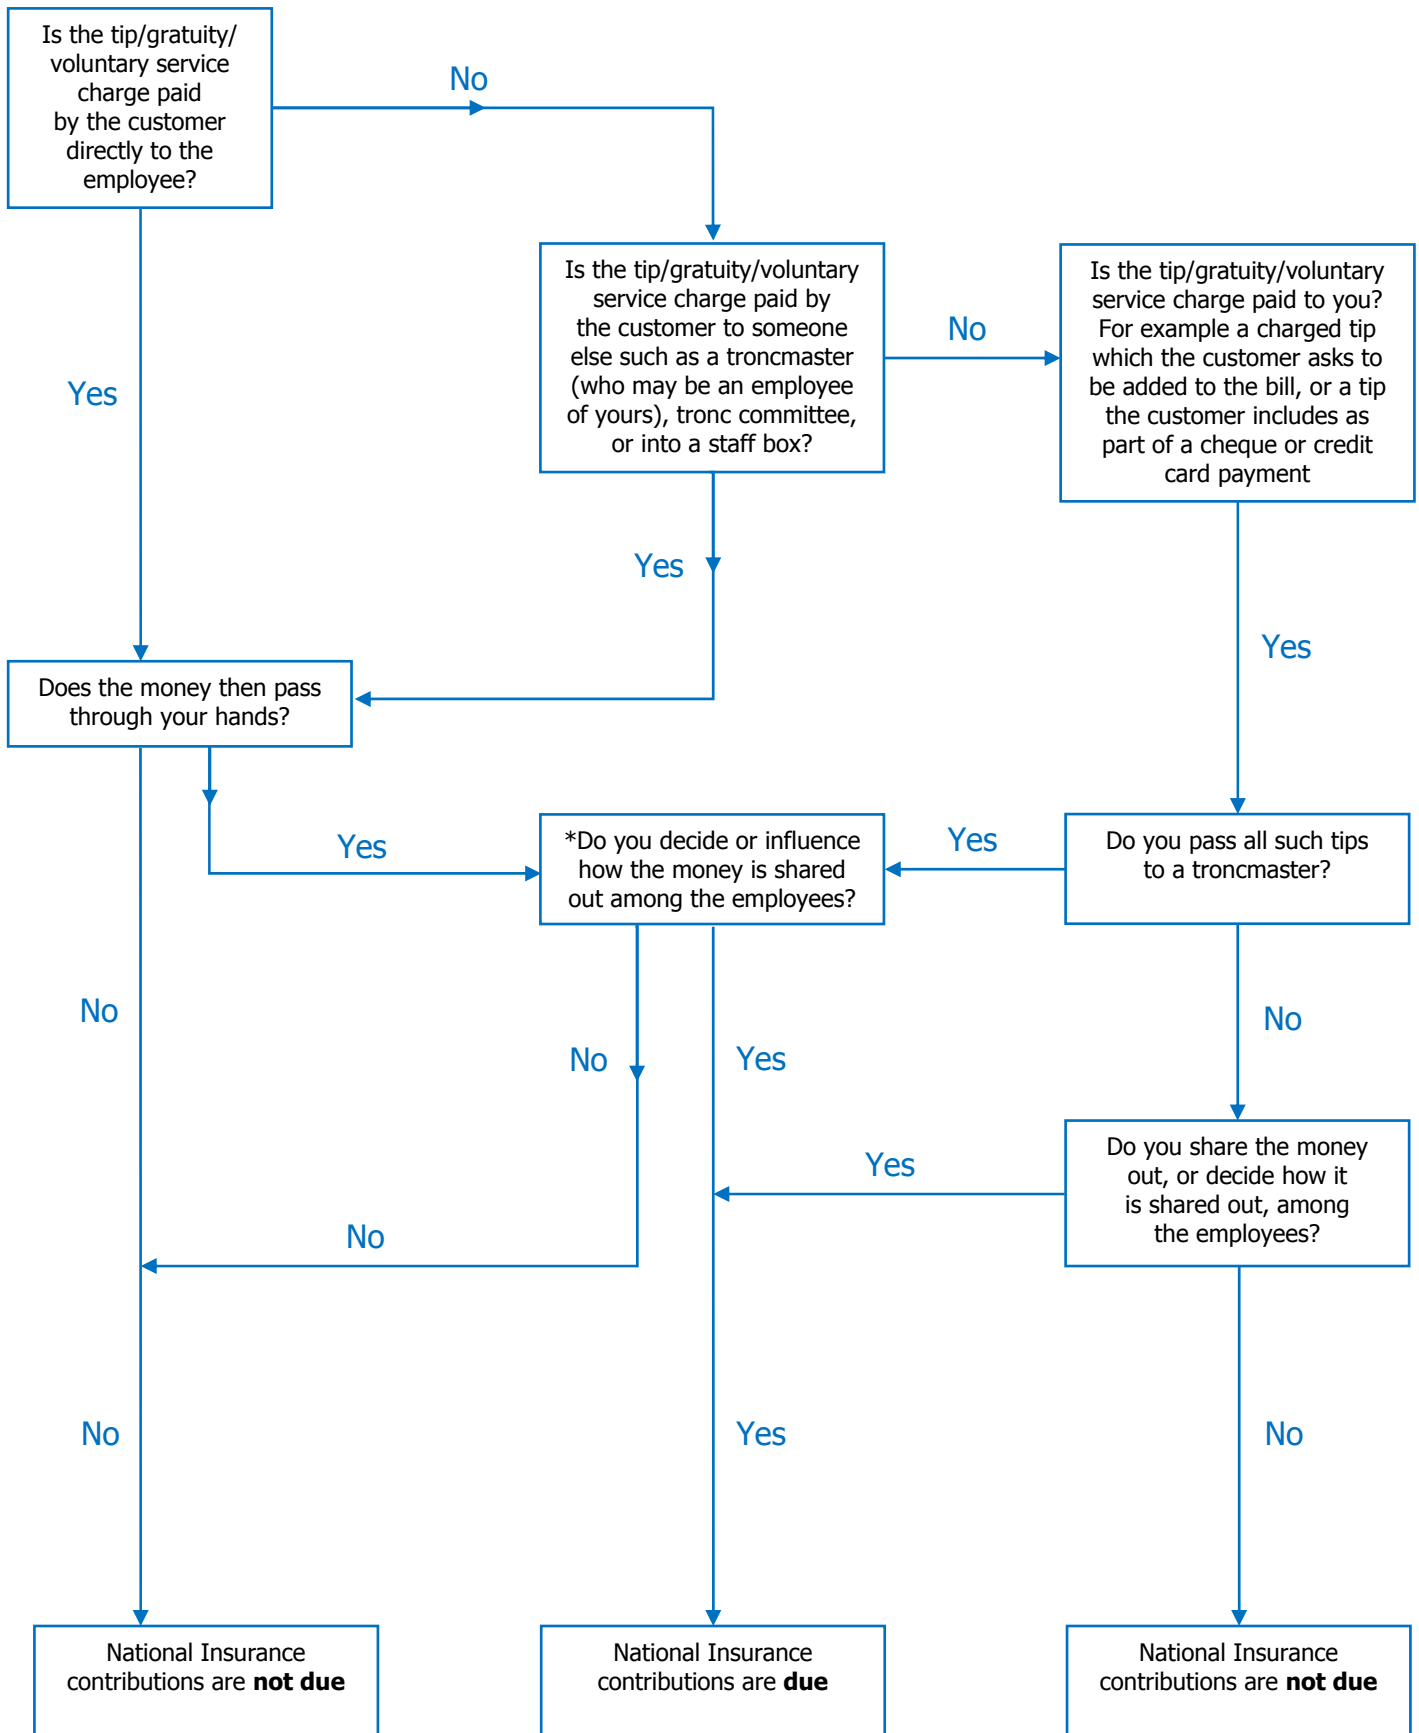 Is the tip/gratuity/
voluntary service
charge paid
by the customer
directly to the
employee?
No
Is the tip/gratuity/voluntary
service charge paid by
the customer to someone
else such as a troncmaster
(who may be an employee
of yours), tronc committee,
or into a staff box?
No
Is the tip/gratuity/voluntary
service charge paid to you?
For example a charged tip
which the customer asks to
be added to the bill, or a tip
the customer includes as
part of a cheque or credit
card payment
Yes
Yes
Yes
Does the money then pass
through your hands?
Yes
*Do you decide or influence
how the money is shared
out among the employees?
Yes
Do you pass all such tips
to a troncmaster?
No
No
Yes
No
Yes
Do you share the money
out, or decide how it
is shared out, among
the employees?
No
No
Yes
No
National Insurance
contributions are not due
National Insurance
contributions are due
National Insurance
contributions are not due